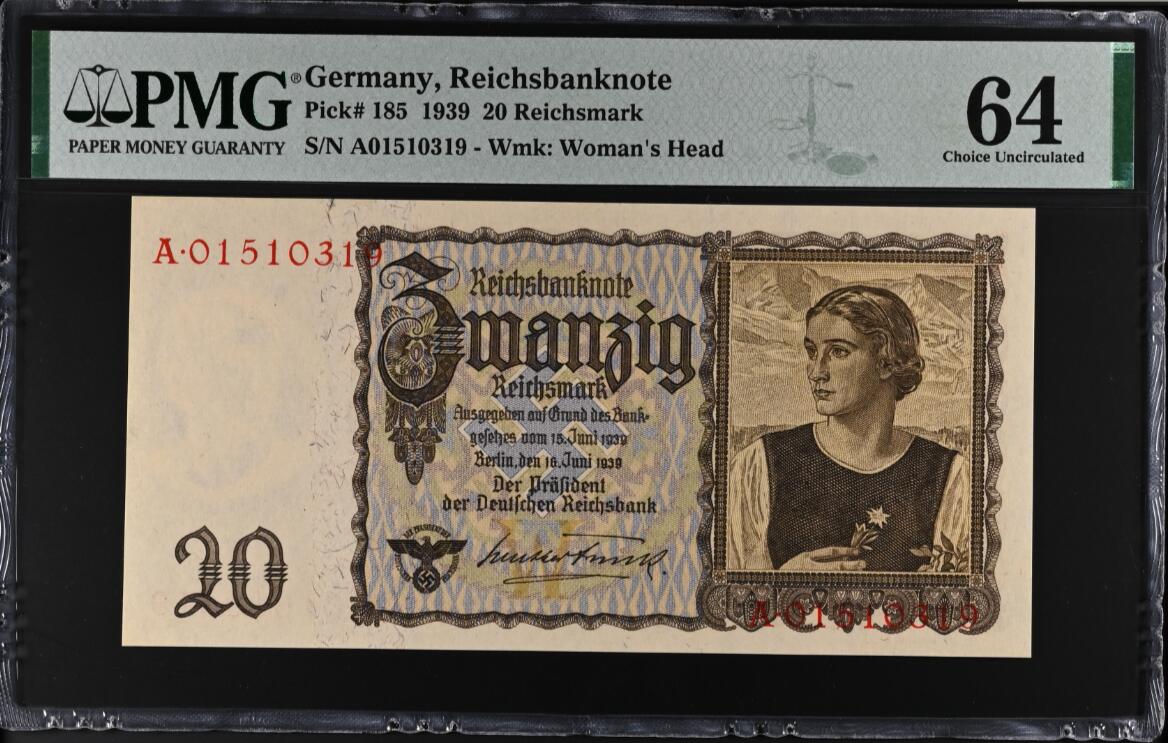 PMG®
PAPER MONEY GUARANTY
Germany, Reichsbanknote
Pick# 185 1939 20 Reichsmark
S/N A01510319 - Wmk: Woman's Head
64
Choice Uncirculated
A·01510319
Reichsbanknote
Zwanzig
Reichsmark
Ausgegeben auf Grund des Bank-
gesetzes vom 15. Juni 1939
Berlin, den 16. Juni 1939
Der Präsident
der Deutschen Reichsbank
20
A·01510319